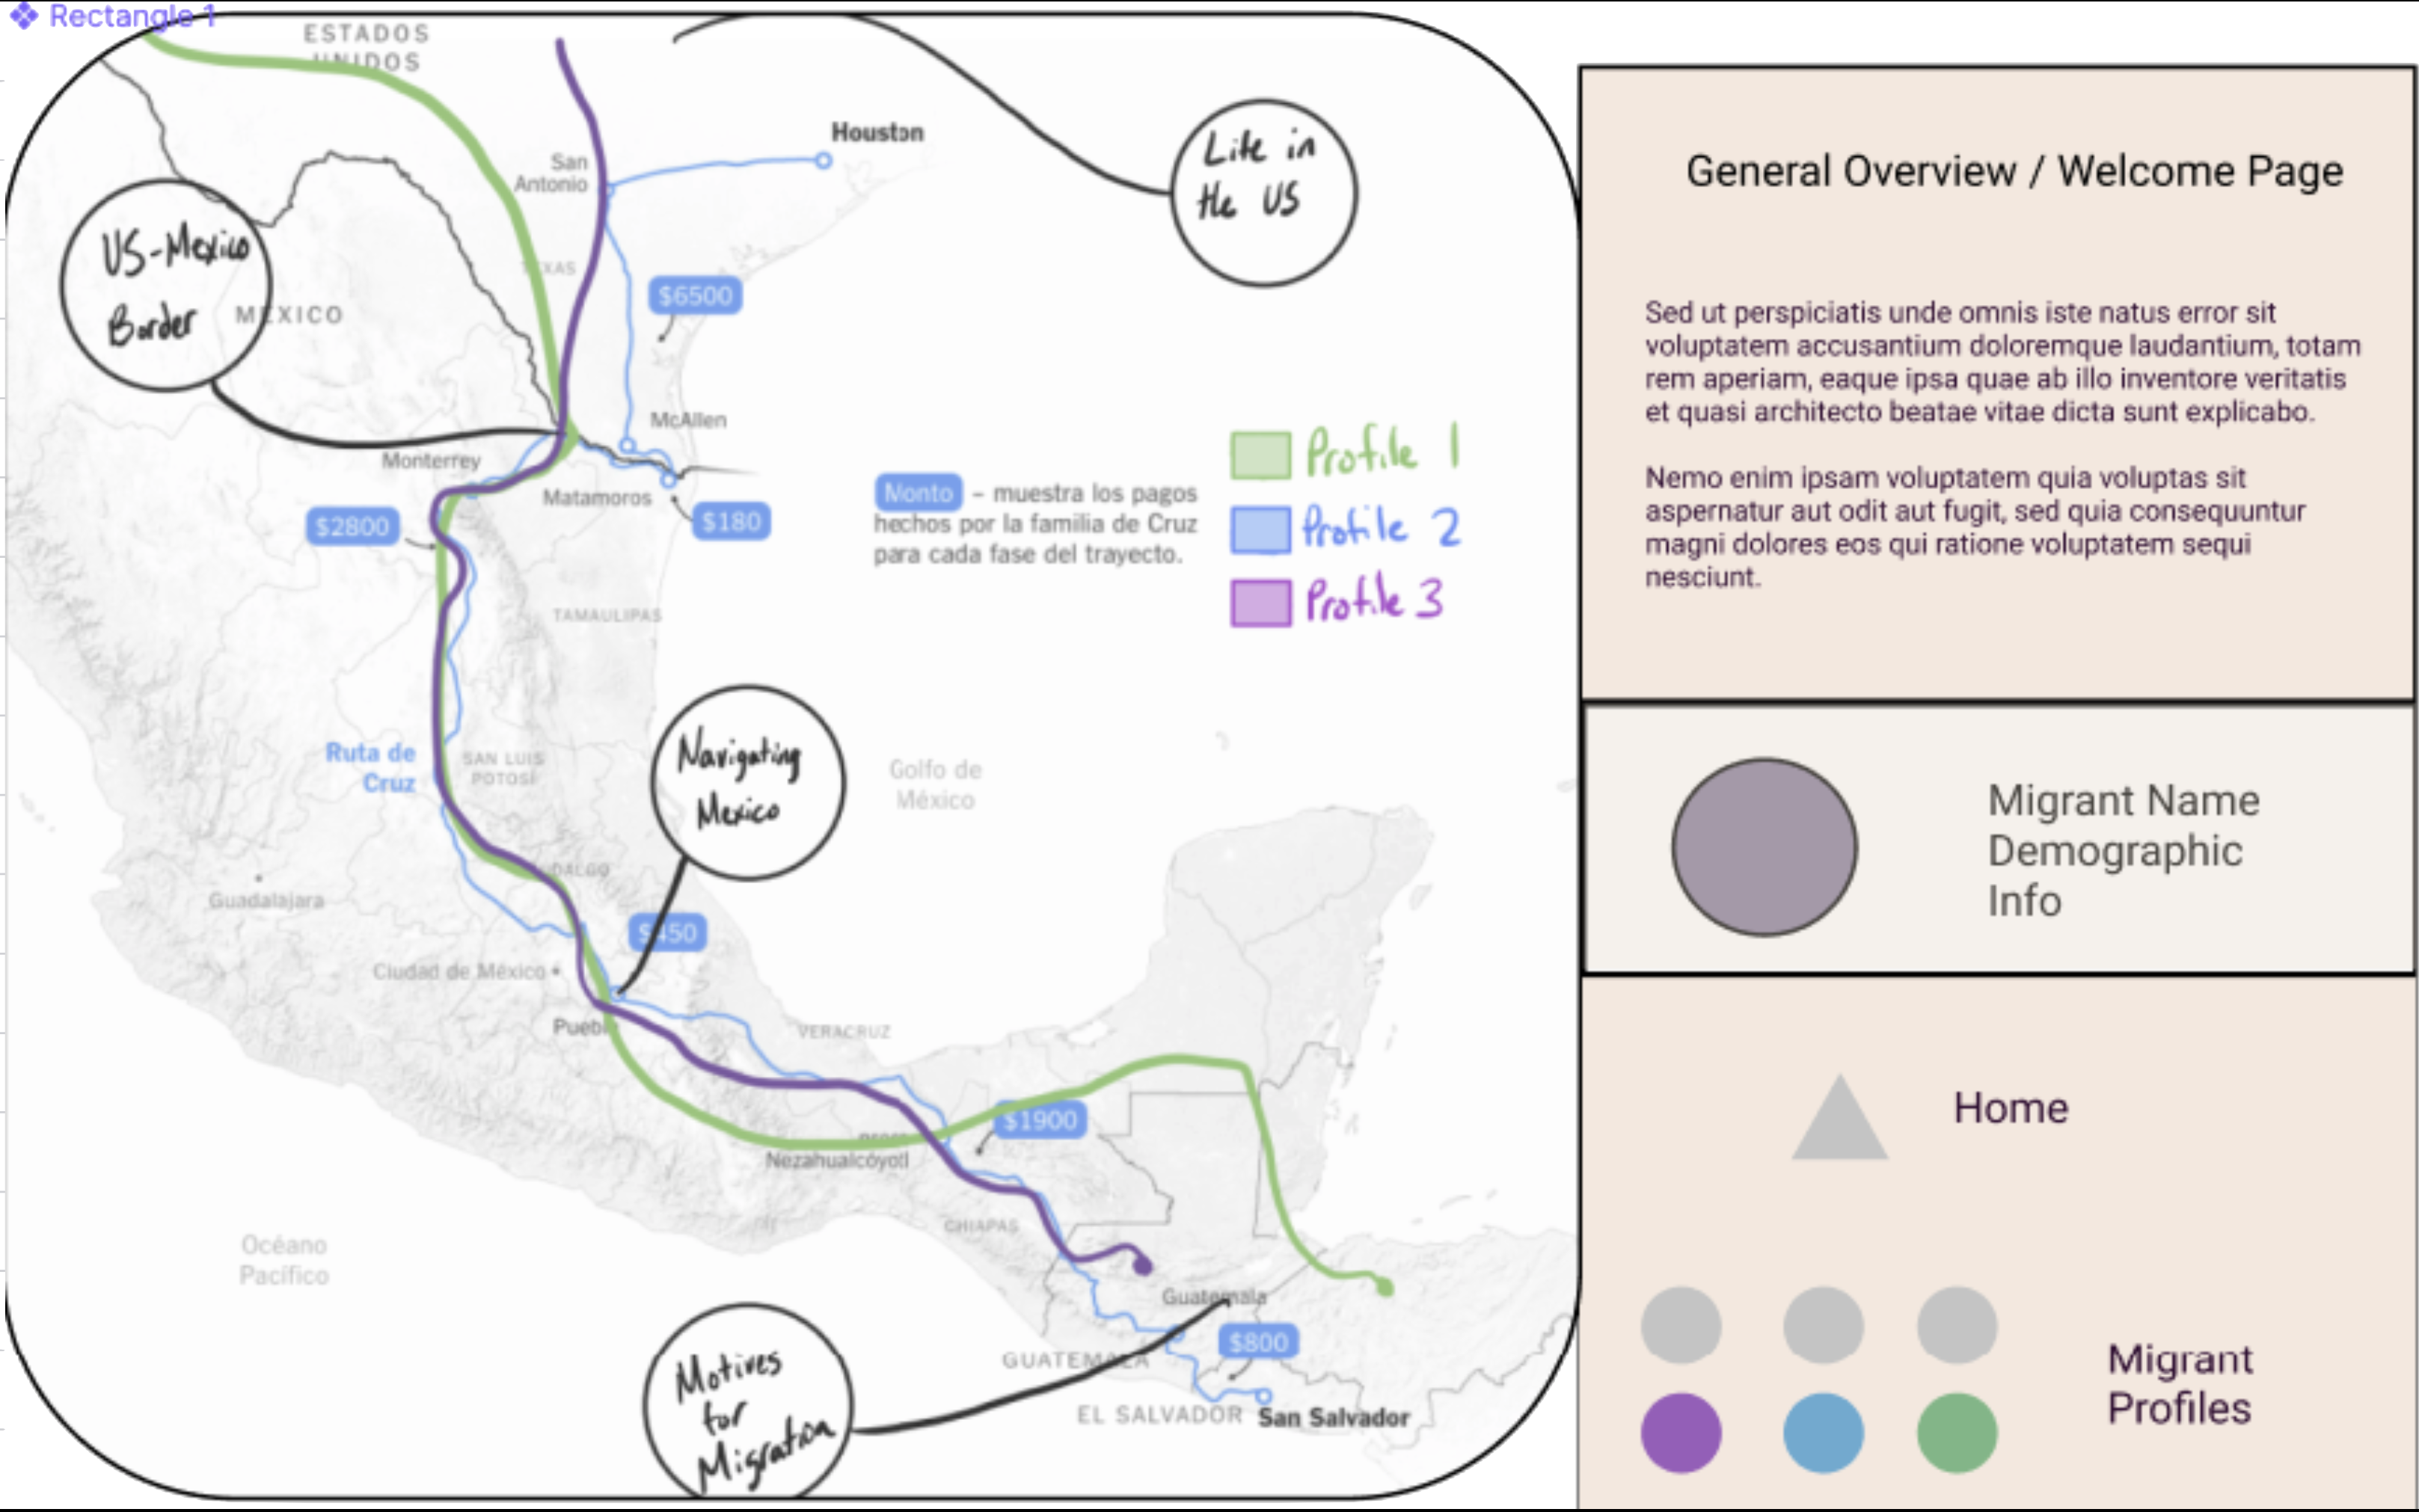 Rectangle 1
ESTADOS
UNIDOS
Houston
San
Antonio
Life in
the US
US-Mexico
Border
MEXICO
TEXAS
$6500
McAllen
Monterrey
Matamoros
$2800
$180
Monto – muestra los pagos
hechos por la familia de Cruz
para cada fase del trayecto.
Profile 1
Profile 2
Profile 3
TAMAULIPAS
Ruta de
Cruz
SAN LUIS
POTOSÍ
Navigating
Mexico
Golfo de
México
HIDALGO
Guadalajara
$450
Ciudad de México
Puebla
VERACRUZ
$1900
Nezahualcóyotl
CHIAPAS
Océano
Pacífico
Guatemala
$800
GUATEMALA
EL SALVADOR
San Salvador
Motives
for
Migration
General Overview / Welcome Page
Sed ut perspiciatis unde omnis iste natus error sit
voluptatem accusantium doloremque laudantium, totam
rem aperiam, eaque ipsa quae ab illo inventore veritatis
et quasi architecto beatae vitae dicta sunt explicabo.
Nemo enim ipsam voluptatem quia voluptas sit
aspernatur aut odit aut fugit, sed quia consequuntur
magni dolores eos qui ratione voluptatem sequi
nesciunt.
Migrant Name
Demographic
Info
Home
Migrant
Profiles